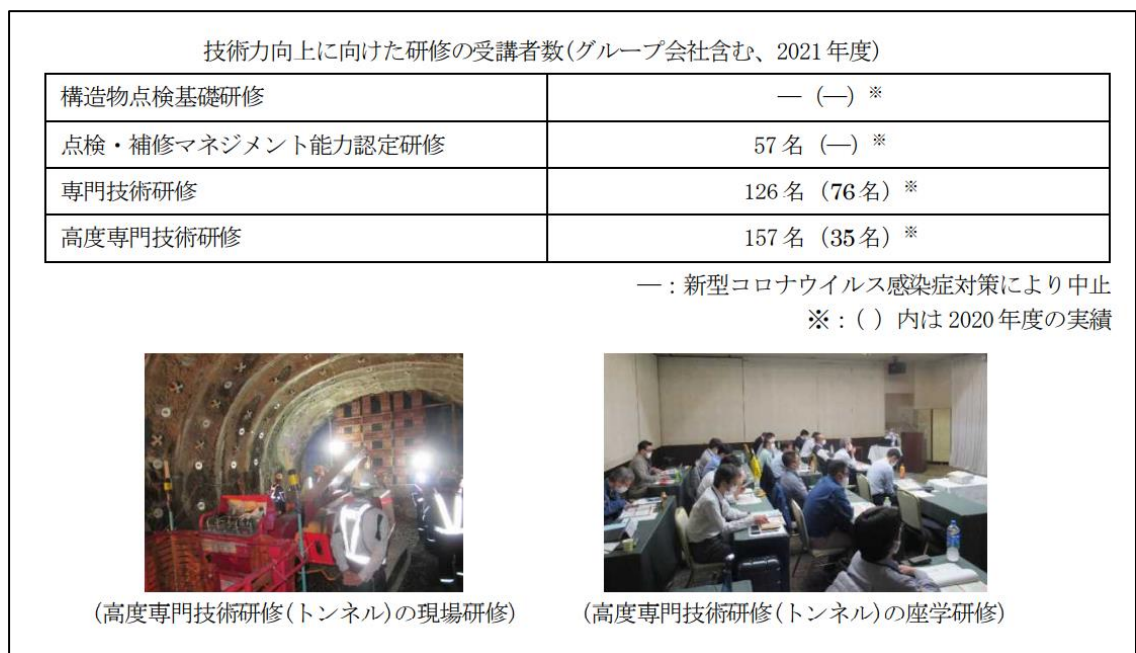 技術力向上に向けた研修の受講者数(グループ会社含む、2021年度)
構造物点検基礎研修 ― (―) ※
点検・補修マネジメント能力認定研修 57名 (―) ※
専門技術研修 126名 (76名) ※
高度専門技術研修 157名 (35名) ※
―：新型コロナウイルス感染症対策により中止
※：( ) 内は2020年度の実績
(高度専門技術研修(トンネル)の現場研修) (高度専門技術研修(トンネル)の座学研修)